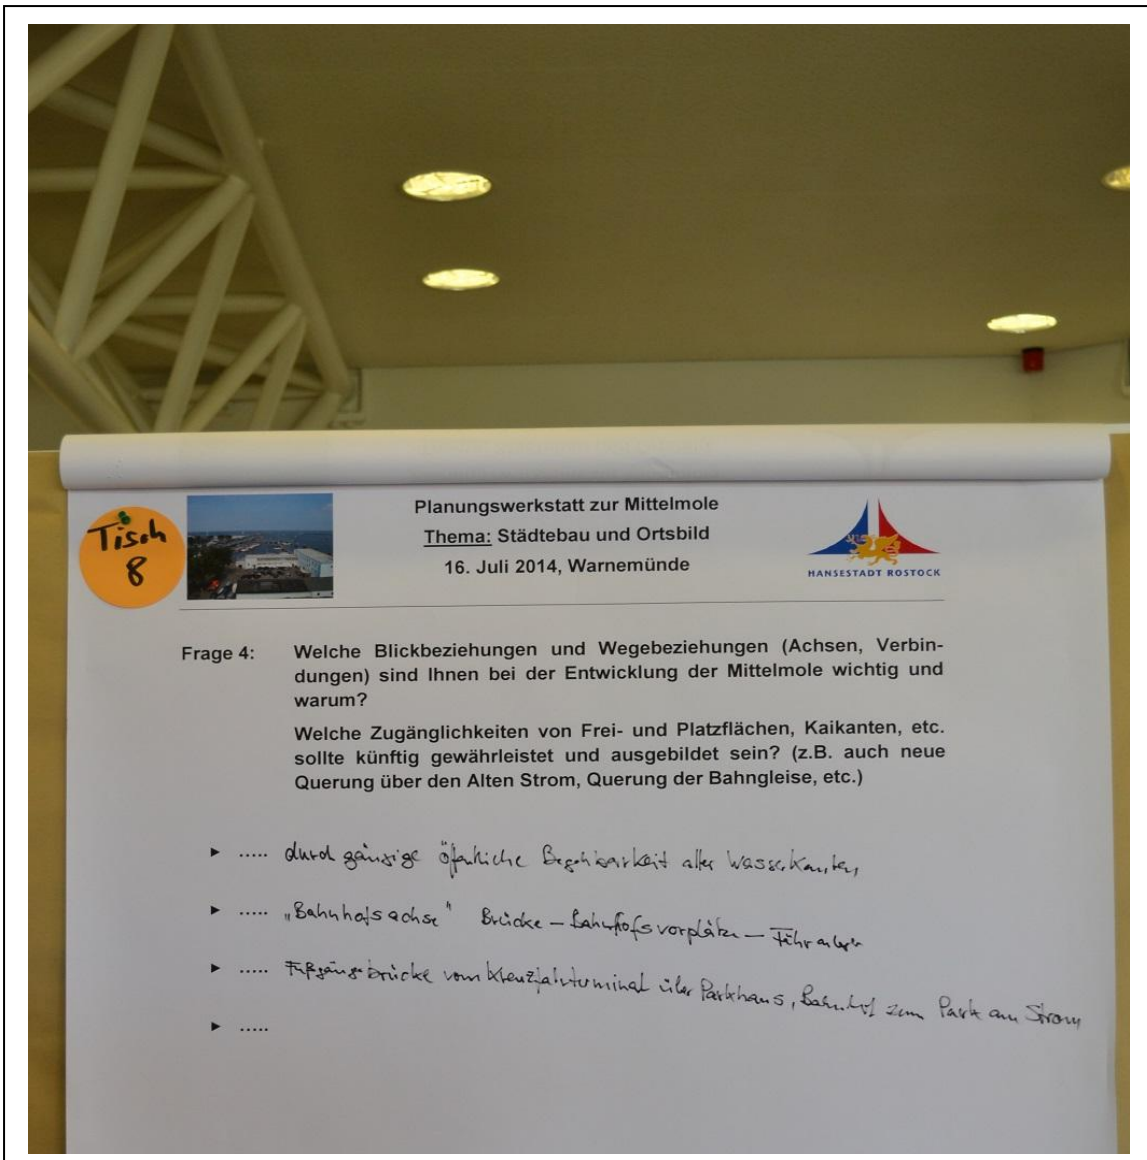 Tisch
8
Planungswerkstatt zur Mittelmole
Thema: Städtebau und Ortsbild
16. Juli 2014, Warnemünde
HANSESTADT ROSTOCK
Frage 4: Welche Blickbeziehungen und Wegebeziehungen (Achsen, Verbin-
dungen) sind Ihnen bei der Entwicklung der Mittelmole wichtig und
warum?
Welche Zugänglichkeiten von Frei- und Platzflächen, Kaikanten, etc.
sollte künftig gewährleistet und ausgebildet sein? (z.B. auch neue
Querung über den Alten Strom, Querung der Bahngleise, etc.)
► ..... durchgängige öffentliche Begehbarkeit aller Wasserkanten,
► ..... „Bahnhofsachse" Brücke – Bahnhofsvorplätze – Fähranleger
► ..... Fußgängerbrücke vom Kreuzfahrtterminal über Parkhaus, Bahnhof zum Park am Strom
► .....